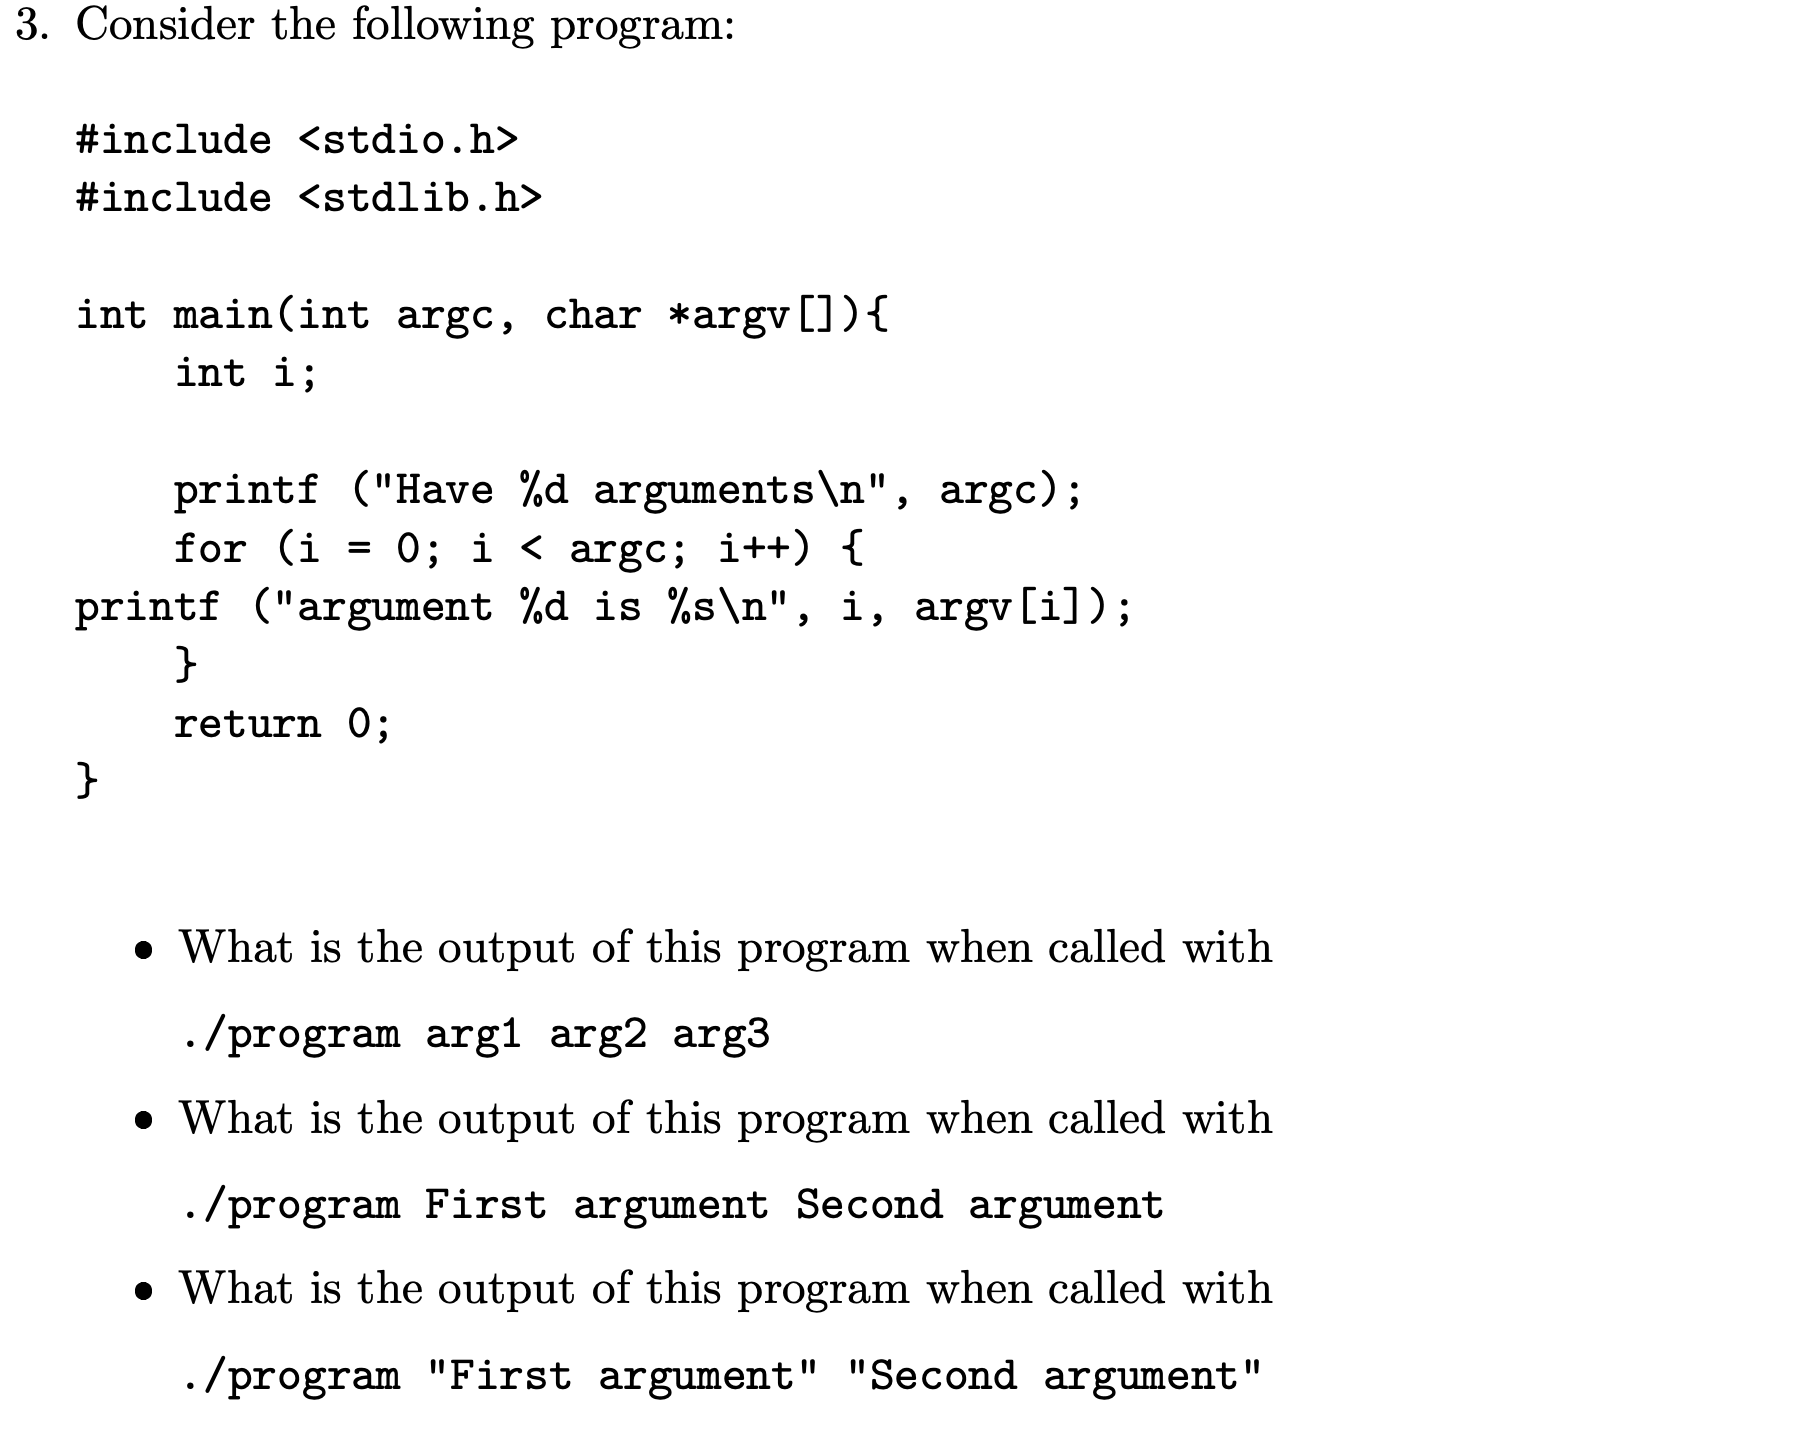 3. Consider the following program:
#include <stdio.h>
#include <stdlib.h>
int main(int argc, char *argv[]){
    int i;
    printf ("Have %d arguments\n", argc);
    for (i = 0; i < argc; i++) {
printf ("argument %d is %s\n", i, argv[i]);
    }
    return 0;
}
• What is the output of this program when called with
./program arg1 arg2 arg3
• What is the output of this program when called with
./program First argument Second argument
• What is the output of this program when called with
./program "First argument" "Second argument"